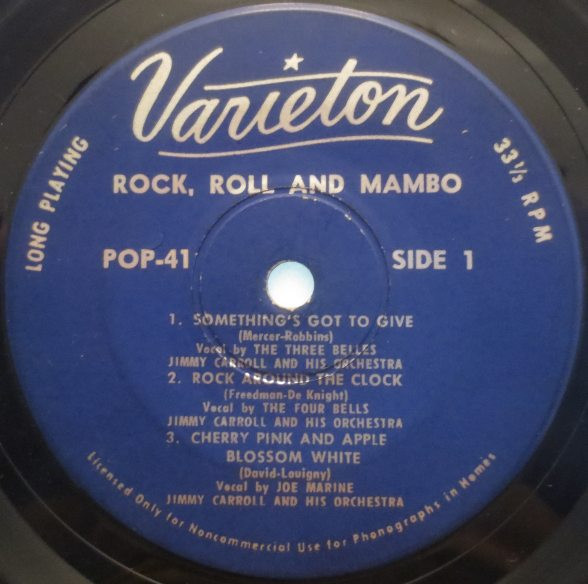 Varieton
ROCK, ROLL AND MAMBO
LONG PLAYING
33⅓ RPM
POP-41
SIDE 1
1. SOMETHING'S GOT TO GIVE
(Mercer-Robbins)
Vocal by THE THREE BELLES
JIMMY CARROLL AND HIS ORCHESTRA
2. ROCK AROUND THE CLOCK
(Freedman-De Knight)
Vocal by THE FOUR BELLS
JIMMY CARROLL AND HIS ORCHESTRA
3. CHERRY PINK AND APPLE
BLOSSOM WHITE
(David-Louigny)
Vocal by JOE MARINE
JIMMY CARROLL AND HIS ORCHESTRA
Licensed Only for Noncommercial Use for Phonographs in Homes